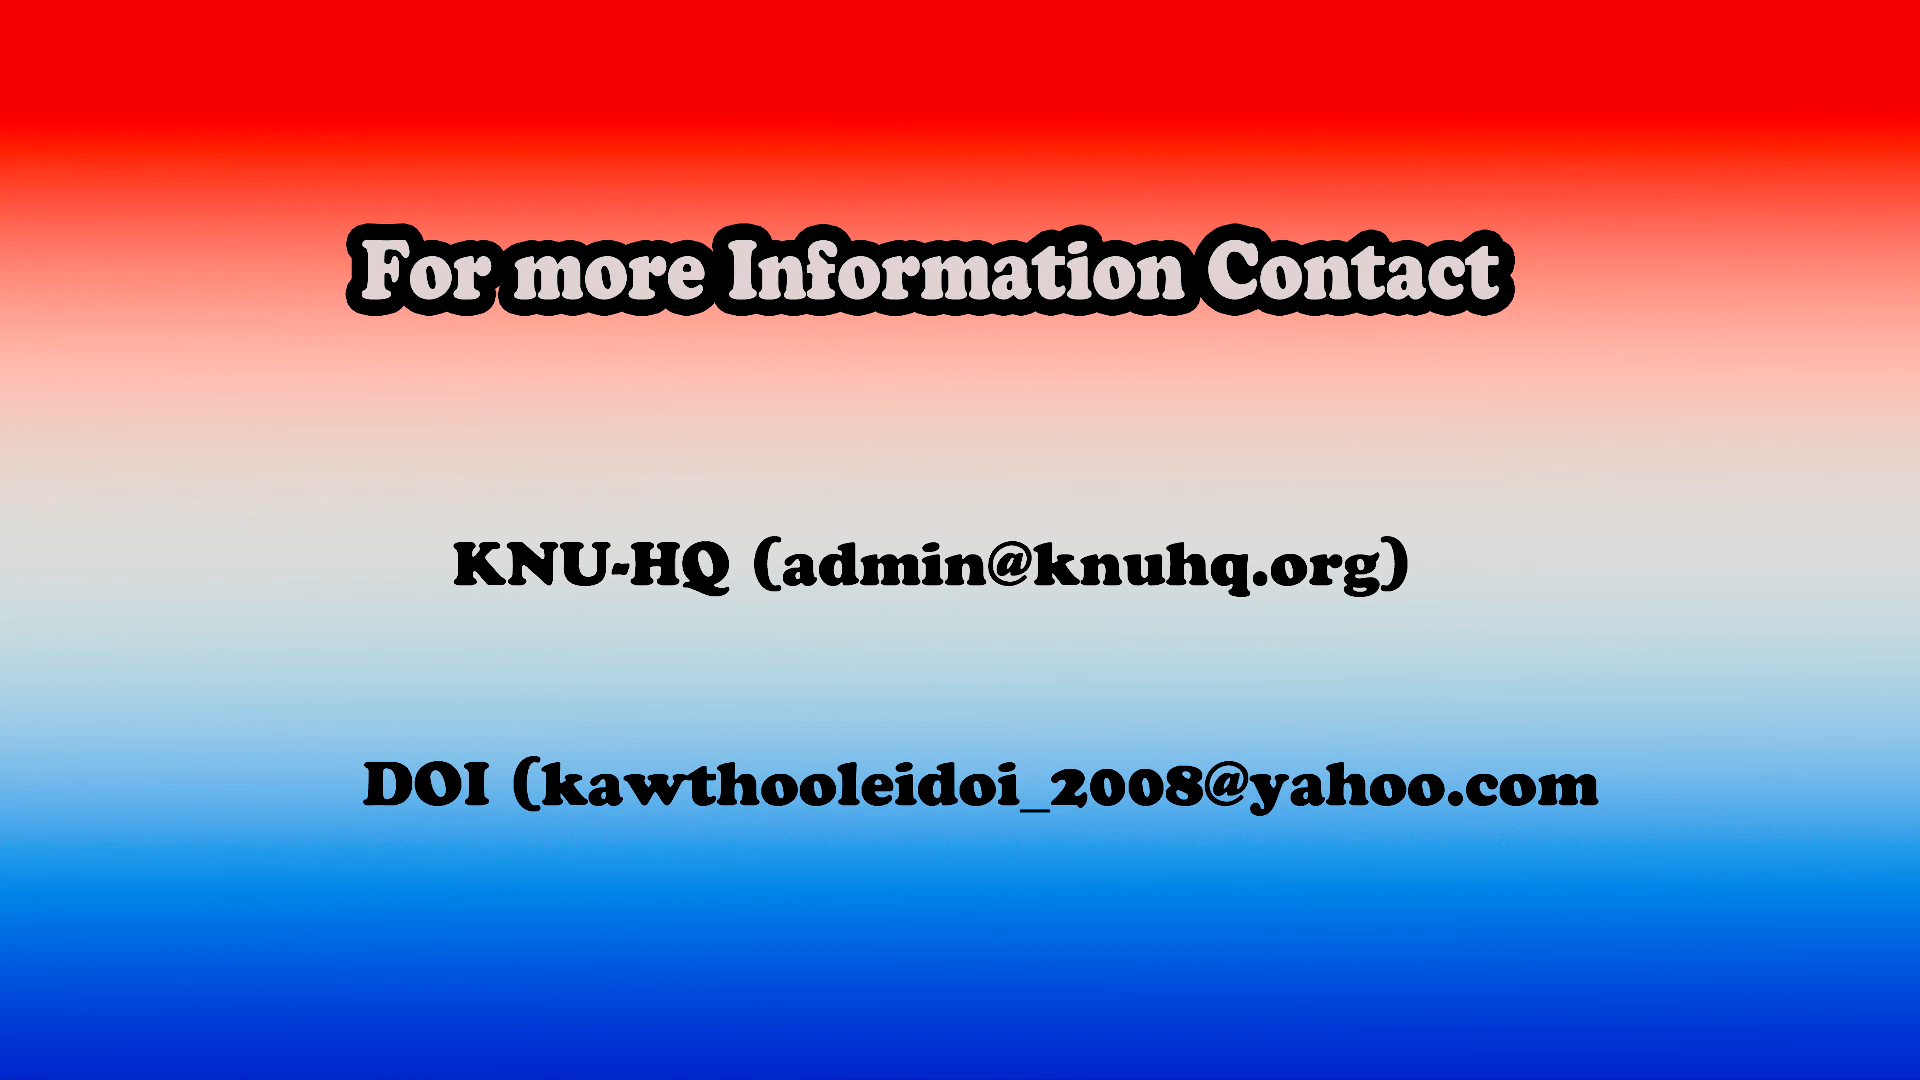 For more Information Contact
KNU-HQ (admin@knuhq.org)
DOI (kawthooleidoi_2008@yahoo.com